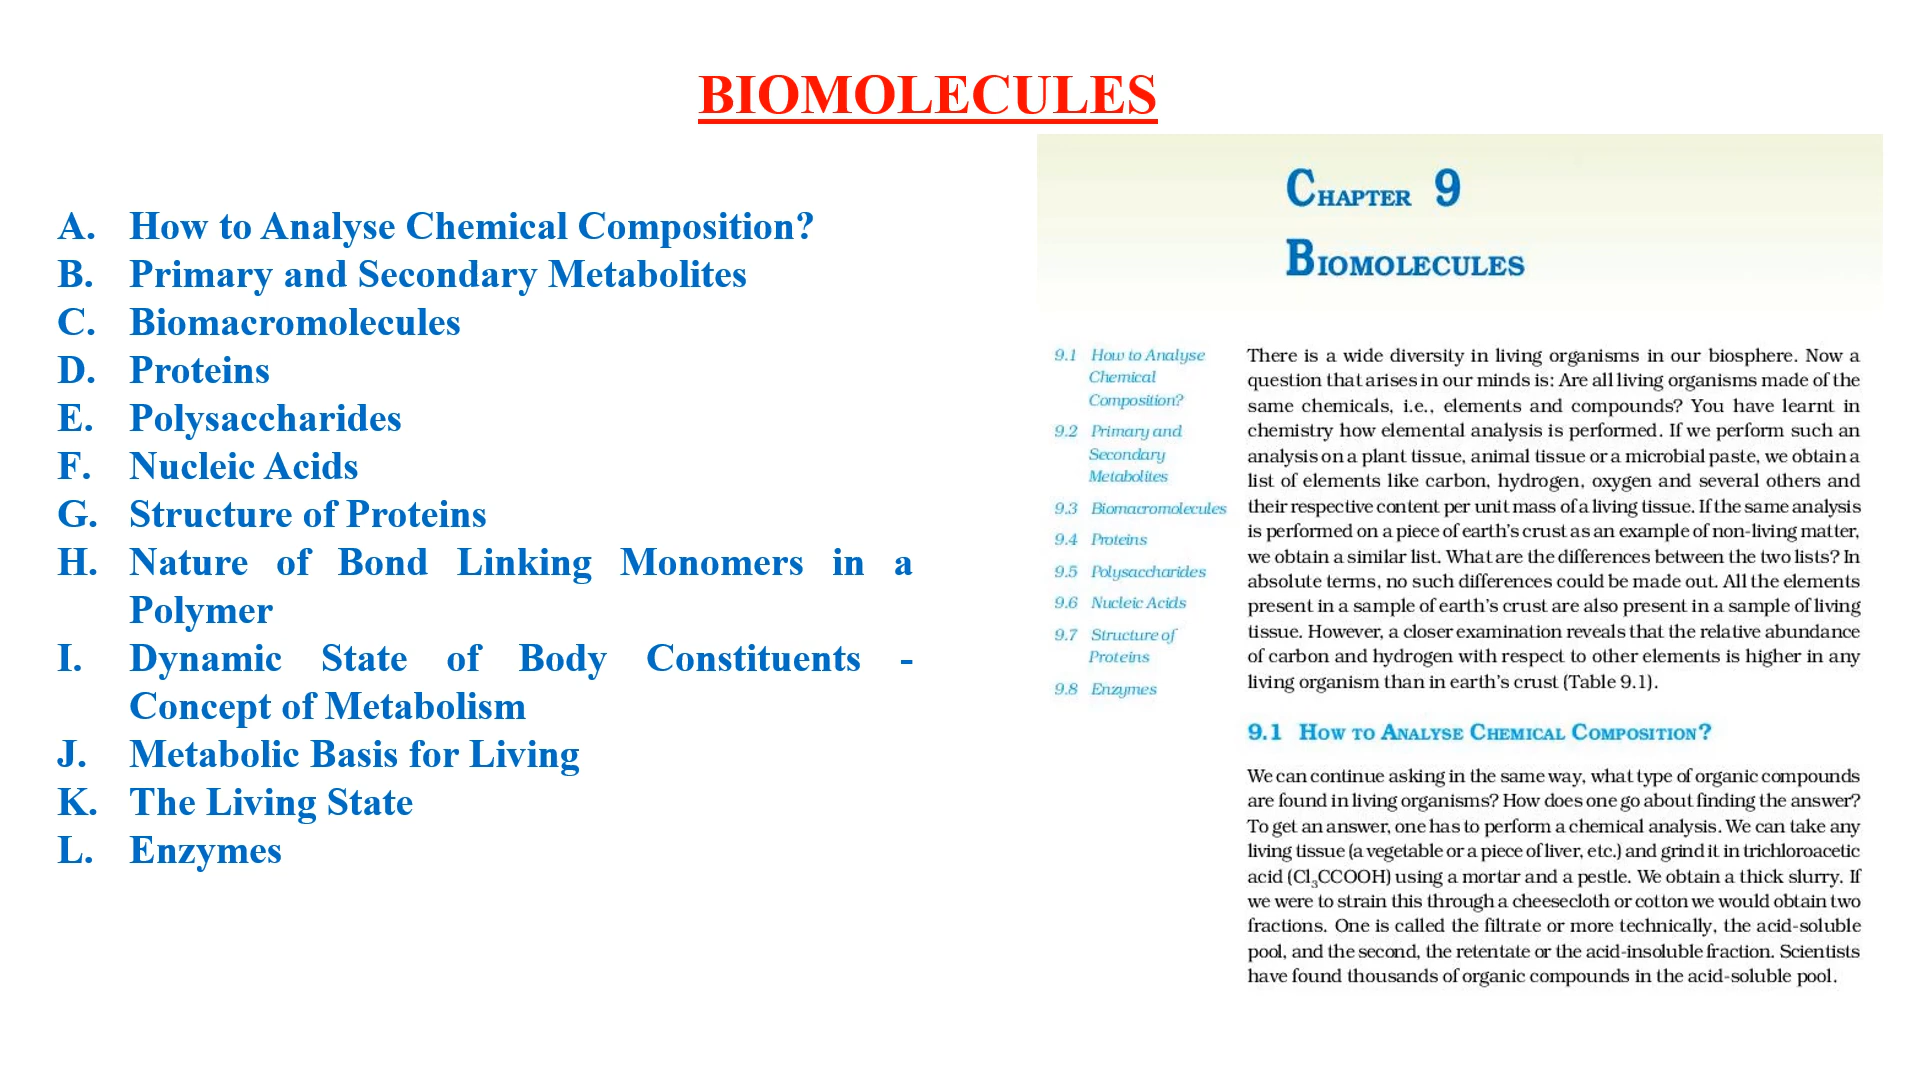 BIOMOLECULES
A. How to Analyse Chemical Composition?
B. Primary and Secondary Metabolites
C. Biomacromolecules
D. Proteins
E. Polysaccharides
F. Nucleic Acids
G. Structure of Proteins
H. Nature of Bond Linking Monomers in a
Polymer
I. Dynamic State of Body Constituents -
Concept of Metabolism
J. Metabolic Basis for Living
K. The Living State
L. Enzymes
CHAPTER 9
BIOMOLECULES
9.1 How to Analyse
Chemical
Composition?
9.2 Primary and
Secondary
Metabolites
9.3 Biomacromolecules
9.4 Proteins
9.5 Polysaccharides
9.6 Nucleic Acids
9.7 Structure of
Proteins
9.8 Enzymes
There is a wide diversity in living organisms in our biosphere. Now a
question that arises in our minds is: Are all living organisms made of the
same chemicals, i.e., elements and compounds? You have learnt in
chemistry how elemental analysis is performed. If we perform such an
analysis on a plant tissue, animal tissue or a microbial paste, we obtain a
list of elements like carbon, hydrogen, oxygen and several others and
their respective content per unit mass of a living tissue. If the same analysis
is performed on a piece of earth's crust as an example of non-living matter,
we obtain a similar list. What are the differences between the two lists? In
absolute terms, no such differences could be made out. All the elements
present in a sample of earth's crust are also present in a sample of living
tissue. However, a closer examination reveals that the relative abundance
of carbon and hydrogen with respect to other elements is higher in any
living organism than in earth's crust (Table 9.1).
9.1 HOW TO ANALYSE CHEMICAL COMPOSITION?
We can continue asking in the same way, what type of organic compounds
are found in living organisms? How does one go about finding the answer?
To get an answer, one has to perform a chemical analysis. We can take any
living tissue (a vegetable or a piece of liver, etc.) and grind it in trichloroacetic
acid (Cl₃CCOOH) using a mortar and a pestle. We obtain a thick slurry. If
we were to strain this through a cheesecloth or cotton we would obtain two
fractions. One is called the filtrate or more technically, the acid-soluble
pool, and the second, the retentate or the acid-insoluble fraction. Scientists
have found thousands of organic compounds in the acid-soluble pool.